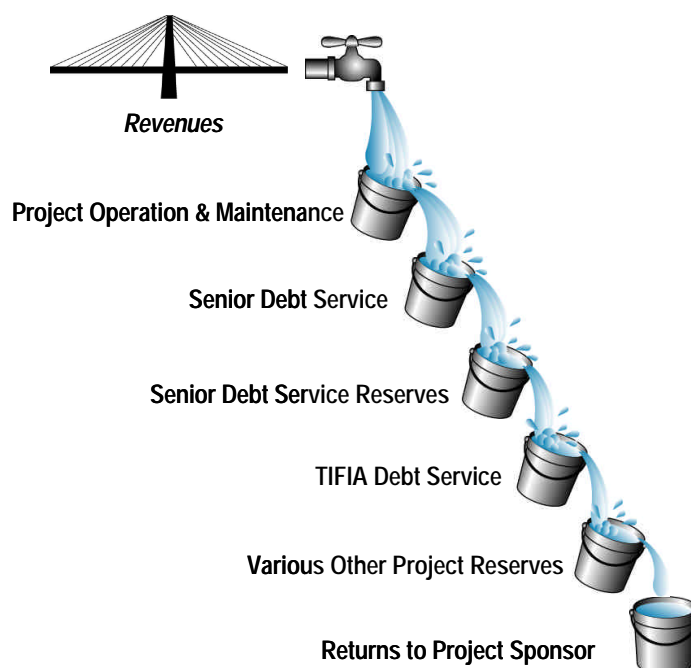 Revenues
Project Operation & Maintenance
Senior Debt Service
Senior Debt Service Reserves
TIFIA Debt Service
Various Other Project Reserves
Returns to Project Sponsor